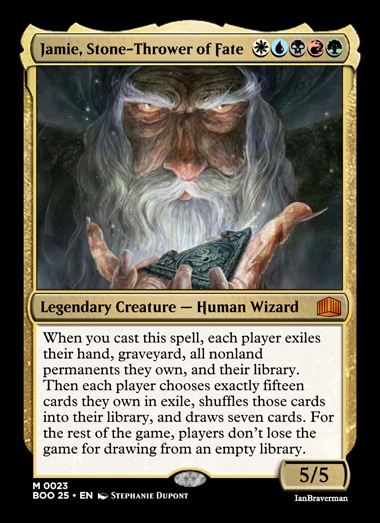 Jamie, Stone-Thrower of Fate
Legendary Creature — Human Wizard
When you cast this spell, each player exiles
their hand, graveyard, all nonland
permanents they own, and their library.
Then each player chooses exactly fifteen
cards they own in exile, shuffles those cards
into their library, and draws seven cards. For
the rest of the game, players don't lose the
game for drawing from an empty library.
5/5
M 0023
BOO 25 • EN Stephanie Dupont
IanBraverman